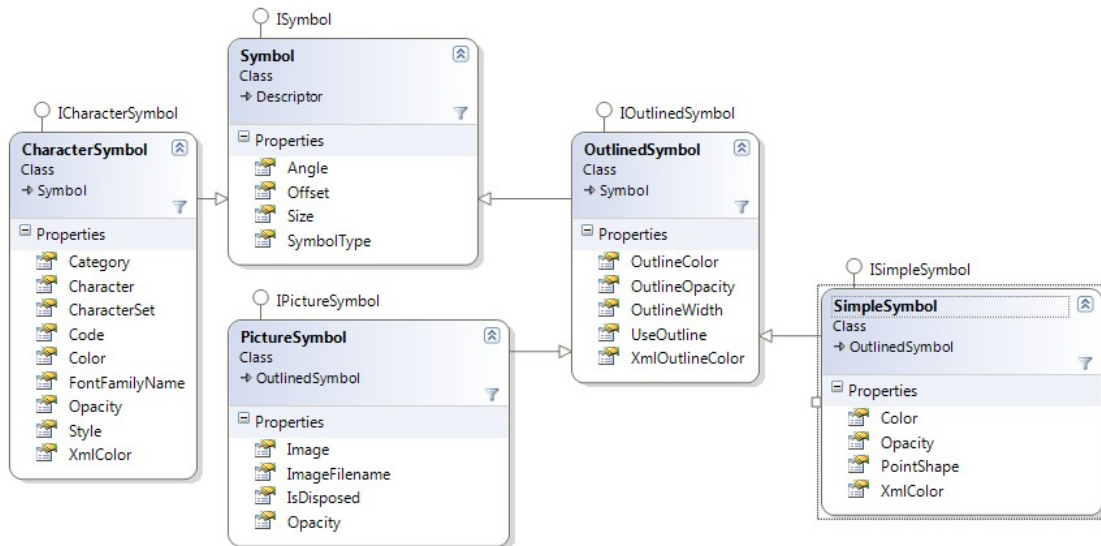 ISymbol
Symbol
Class
Descriptor
Properties
Angle
Offset
Size
SymbolType
ICharacterSymbol
CharacterSymbol
Class
Symbol
Properties
Category
Character
CharacterSet
Code
Color
FontFamilyName
Opacity
Style
XmlColor
IPictureSymbol
PictureSymbol
Class
OutlinedSymbol
Properties
Image
ImageFilename
IsDisposed
Opacity
IOutlinedSymbol
OutlinedSymbol
Class
Symbol
Properties
OutlineColor
OutlineOpacity
OutlineWidth
UseOutline
XmlOutlineColor
ISimpleSymbol
SimpleSymbol
Class
OutlinedSymbol
Properties
Color
Opacity
PointShape
XmlColor